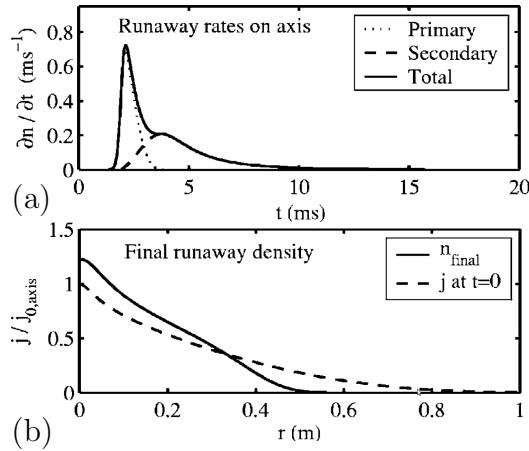 Runaway rates on axis
Primary
Secondary
Total
∂n / ∂t (ms⁻¹)
0.8
0.6
0.4
0.2
0
0 5 10 15 20
t (ms)
(a)
Final runaway density
n_final
j at t=0
j / j_0,axis
1.5
1
0.5
0
0 0.2 0.4 0.6 0.8 1
r (m)
(b)